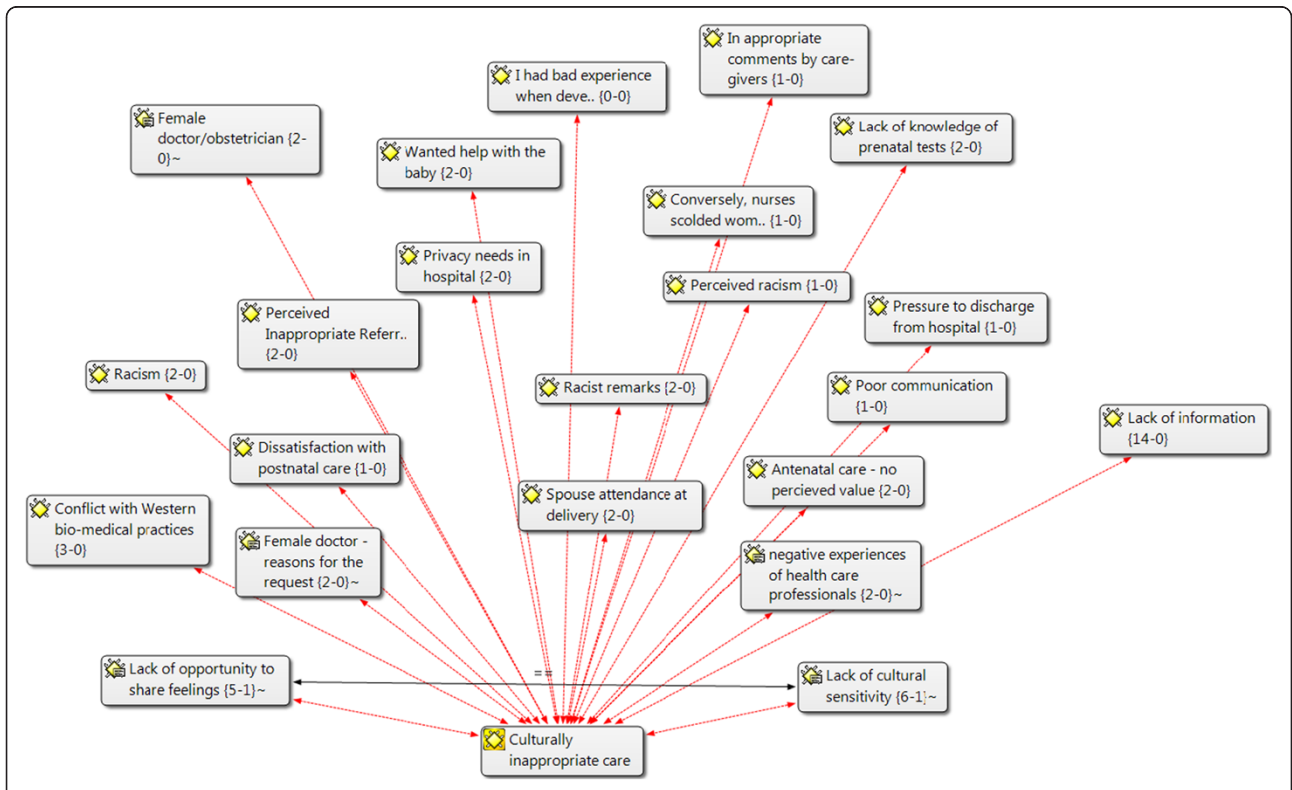 In appropriate
comments by care-
givers {1-0}
I had bad experience
when deve.. {0-0}
Female
doctor/obstetrician {2-
0}~
Lack of knowledge of
prenatal tests {2-0}
Wanted help with the
baby {2-0}
Conversely, nurses
scolded wom.. {1-0}
Privacy needs in
hospital {2-0}
Perceived racism {1-0}
Pressure to discharge
from hospital {1-0}
Perceived
Inappropriate Referr..
{2-0}
Racism {2-0}
Racist remarks {2-0}
Poor communication
{1-0}
Lack of information
{14-0}
Dissatisfaction with
postnatal care {1-0}
Antenatal care - no
percieved value {2-0}
Spouse attendance at
delivery {2-0}
Conflict with Western
bio-medical practices
{3-0}
Female doctor -
reasons for the
request {2-0}~
negative experiences
of health care
professionals {2-0}~
Lack of opportunity to
share feelings {5-1}~
==
Lack of cultural
sensitivity {6-1}~
Culturally
inappropriate care